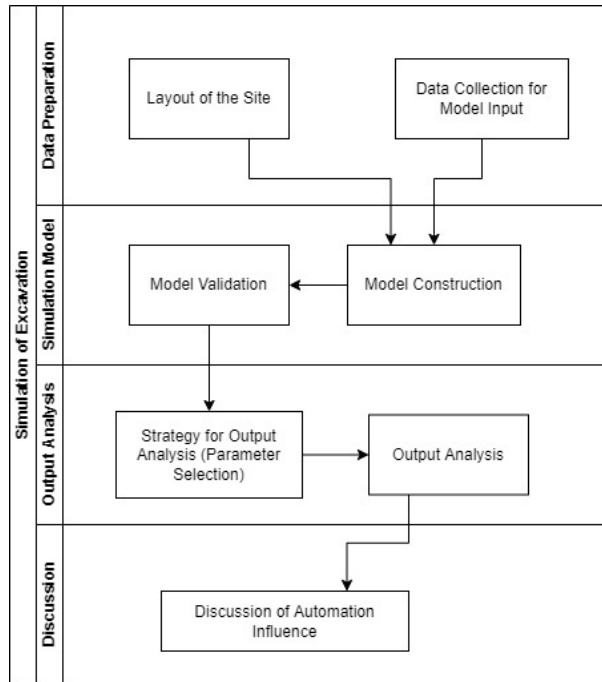 Simulation of Excavation
Data Preparation
Layout of the Site
Data Collection for
Model Input
Simulation Model
Model Validation
Model Construction
Output Analysis
Strategy for Output
Analysis (Parameter
Selection)
Output Analysis
Discussion
Discussion of Automation
Influence